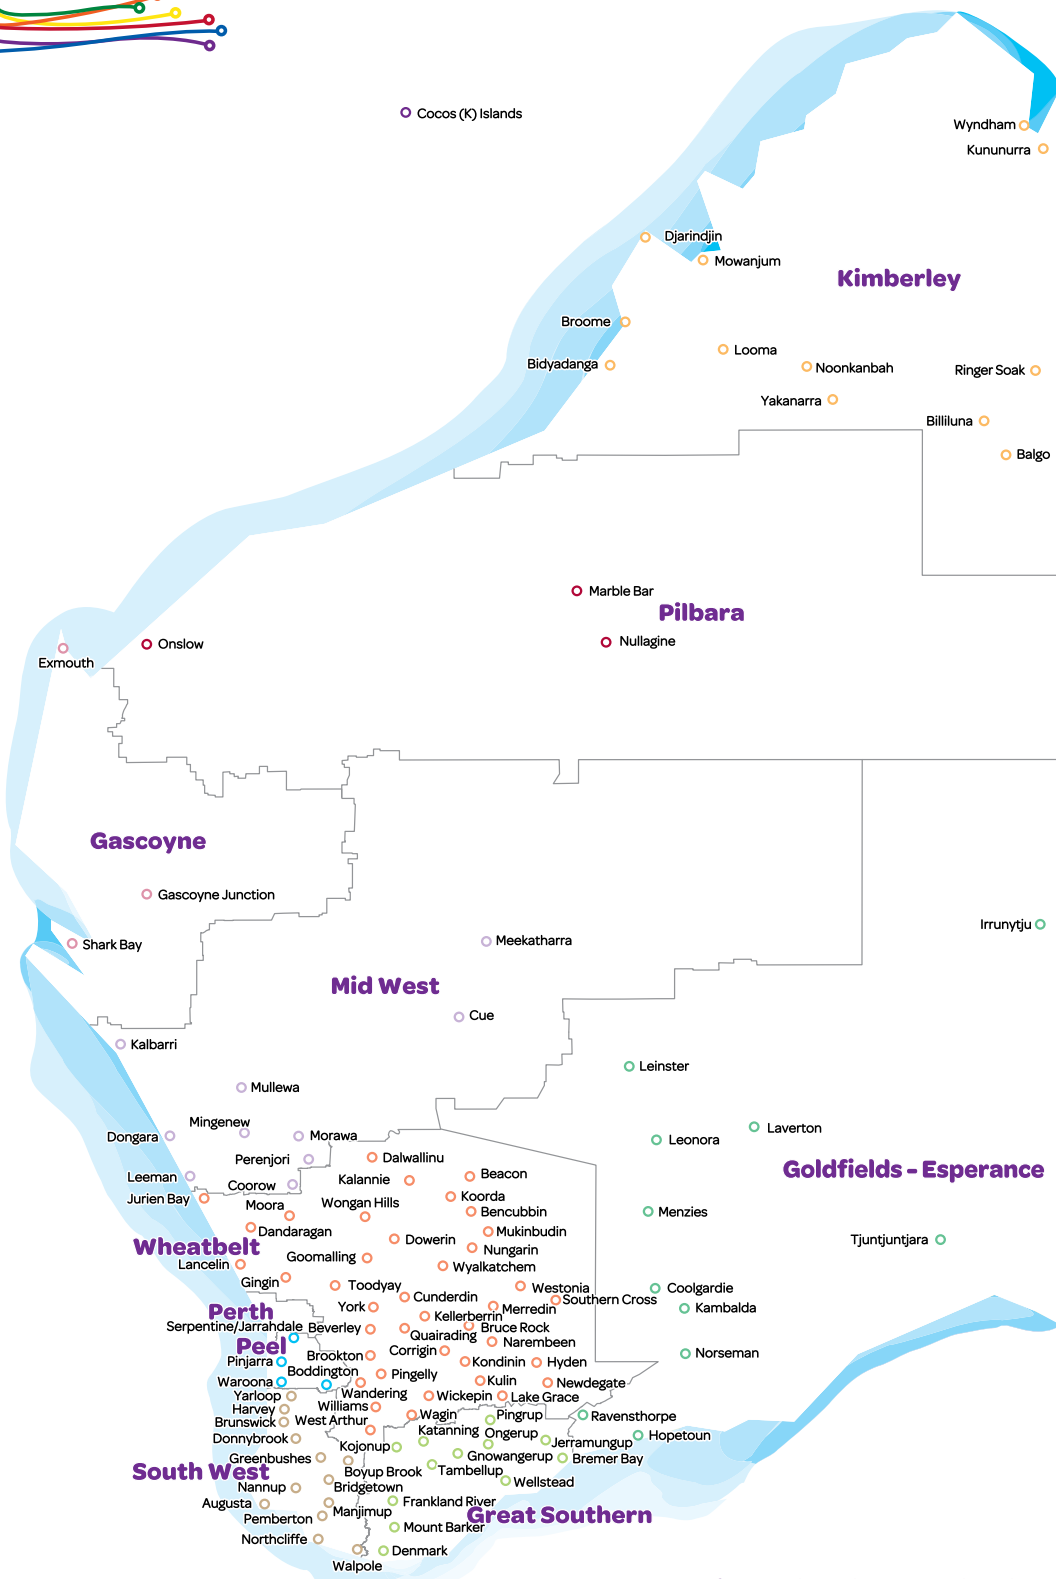 Cocos (K) Islands
Wyndham
Kununurra
Djarindjin
Mowanjum
Kimberley
Broome
Looma
Bidyadanga
Noonkanbah
Ringer Soak
Yakanarra
Billiluna
Balgo
Marble Bar
Pilbara
Onslow
Nullagine
Exmouth
Gascoyne
Gascoyne Junction
Irrunytju
Shark Bay
Meekatharra
Mid West
Cue
Kalbarri
Leinster
Mullewa
Mingenew
Dongara
Morawa
Laverton
Leonora
Perenjori
Dalwallinu
Goldfields - Esperance
Leeman
Coorow
Kalannie
Beacon
Jurien Bay
Moora
Wongan Hills
Koorda
Bencubbin
Menzies
Dandaragan
Mukinbudin
Wheatbelt
Dowerin
Nungarin
Tjuntjuntjara
Lancelin
Goomalling
Wyalkatchem
Gingin
Toodyay
Westonia
Coolgardie
Cunderdin
Southern Cross
Perth
York
Kellerberrin
Merredin
Kambalda
Serpentine/Jarrahdale
Beverley
Quairading
Bruce Rock
Peel
Corrigin
Narembeen
Norseman
Pinjarra
Brookton
Kondinin
Hyden
Boddington
Pingelly
Waroona
Kulin
Newdegate
Yarloop
Wandering
Wickepin
Lake Grace
Harvey
Williams
Brunswick
West Arthur
Wagin
Pingrup
Ravensthorpe
Donnybrook
Katanning
Ongerup
Hopetoun
Kojonup
Jerramungup
Greenbushes
Gnowangerup
Bremer Bay
South West
Boyup Brook
Tambellup
Nannup
Bridgetown
Wellstead
Augusta
Frankland River
Pemberton
Manjimup
Great Southern
Mount Barker
Northcliffe
Denmark
Walpole